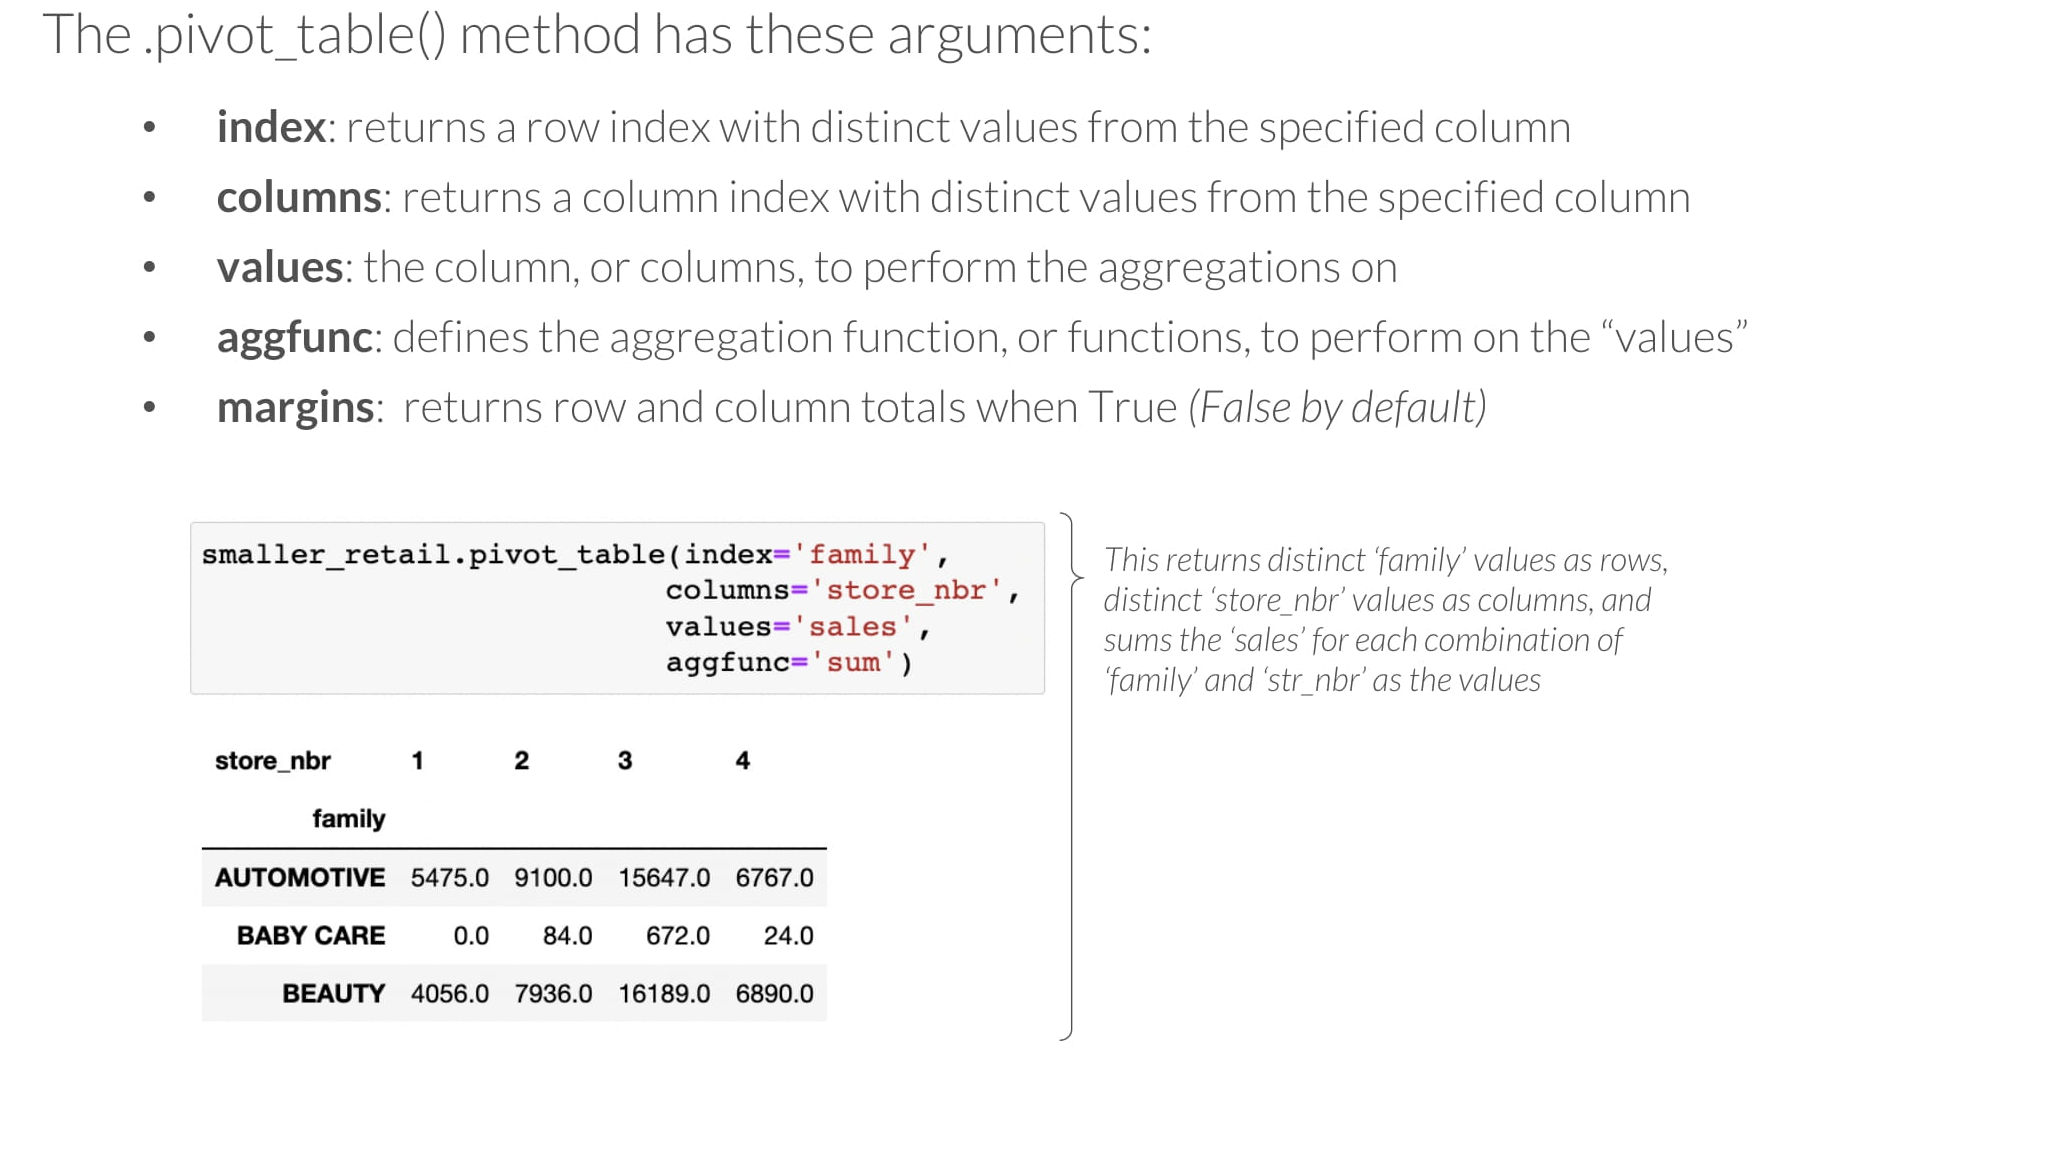 The .pivot_table() method has these arguments:
• index: returns a row index with distinct values from the specified column
• columns: returns a column index with distinct values from the specified column
• values: the column, or columns, to perform the aggregations on
• aggfunc: defines the aggregation function, or functions, to perform on the “values”
• margins: returns row and column totals when True (False by default)
smaller_retail.pivot_table(index='family',
columns='store_nbr',
values='sales',
aggfunc='sum')
This returns distinct ‘family’ values as rows,
distinct ‘store_nbr’ values as columns, and
sums the ‘sales’ for each combination of
‘family’ and ‘str_nbr’ as the values
store_nbr 1 2 3 4
family
AUTOMOTIVE 5475.0 9100.0 15647.0 6767.0
BABY CARE 0.0 84.0 672.0 24.0
BEAUTY 4056.0 7936.0 16189.0 6890.0